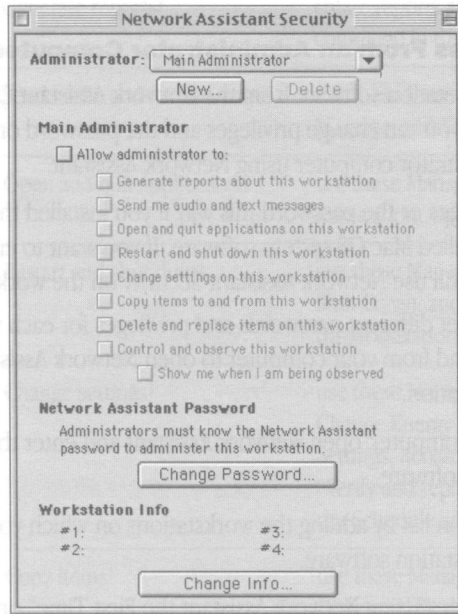 Network Assistant Security
Administrator: Main Administrator
New... Delete
Main Administrator
Allow administrator to:
Generate reports about this workstation
Send me audio and text messages
Open and quit applications on this workstation
Restart and shut down this workstation
Change settings on this workstation
Copy items to and from this workstation
Delete and replace items on this workstation
Control and observe this workstation
Show me when I am being observed
Network Assistant Password
Administrators must know the Network Assistant
password to administer this workstation.
Change Password...
Workstation Info
#1: #3:
#2: #4:
Change Info...